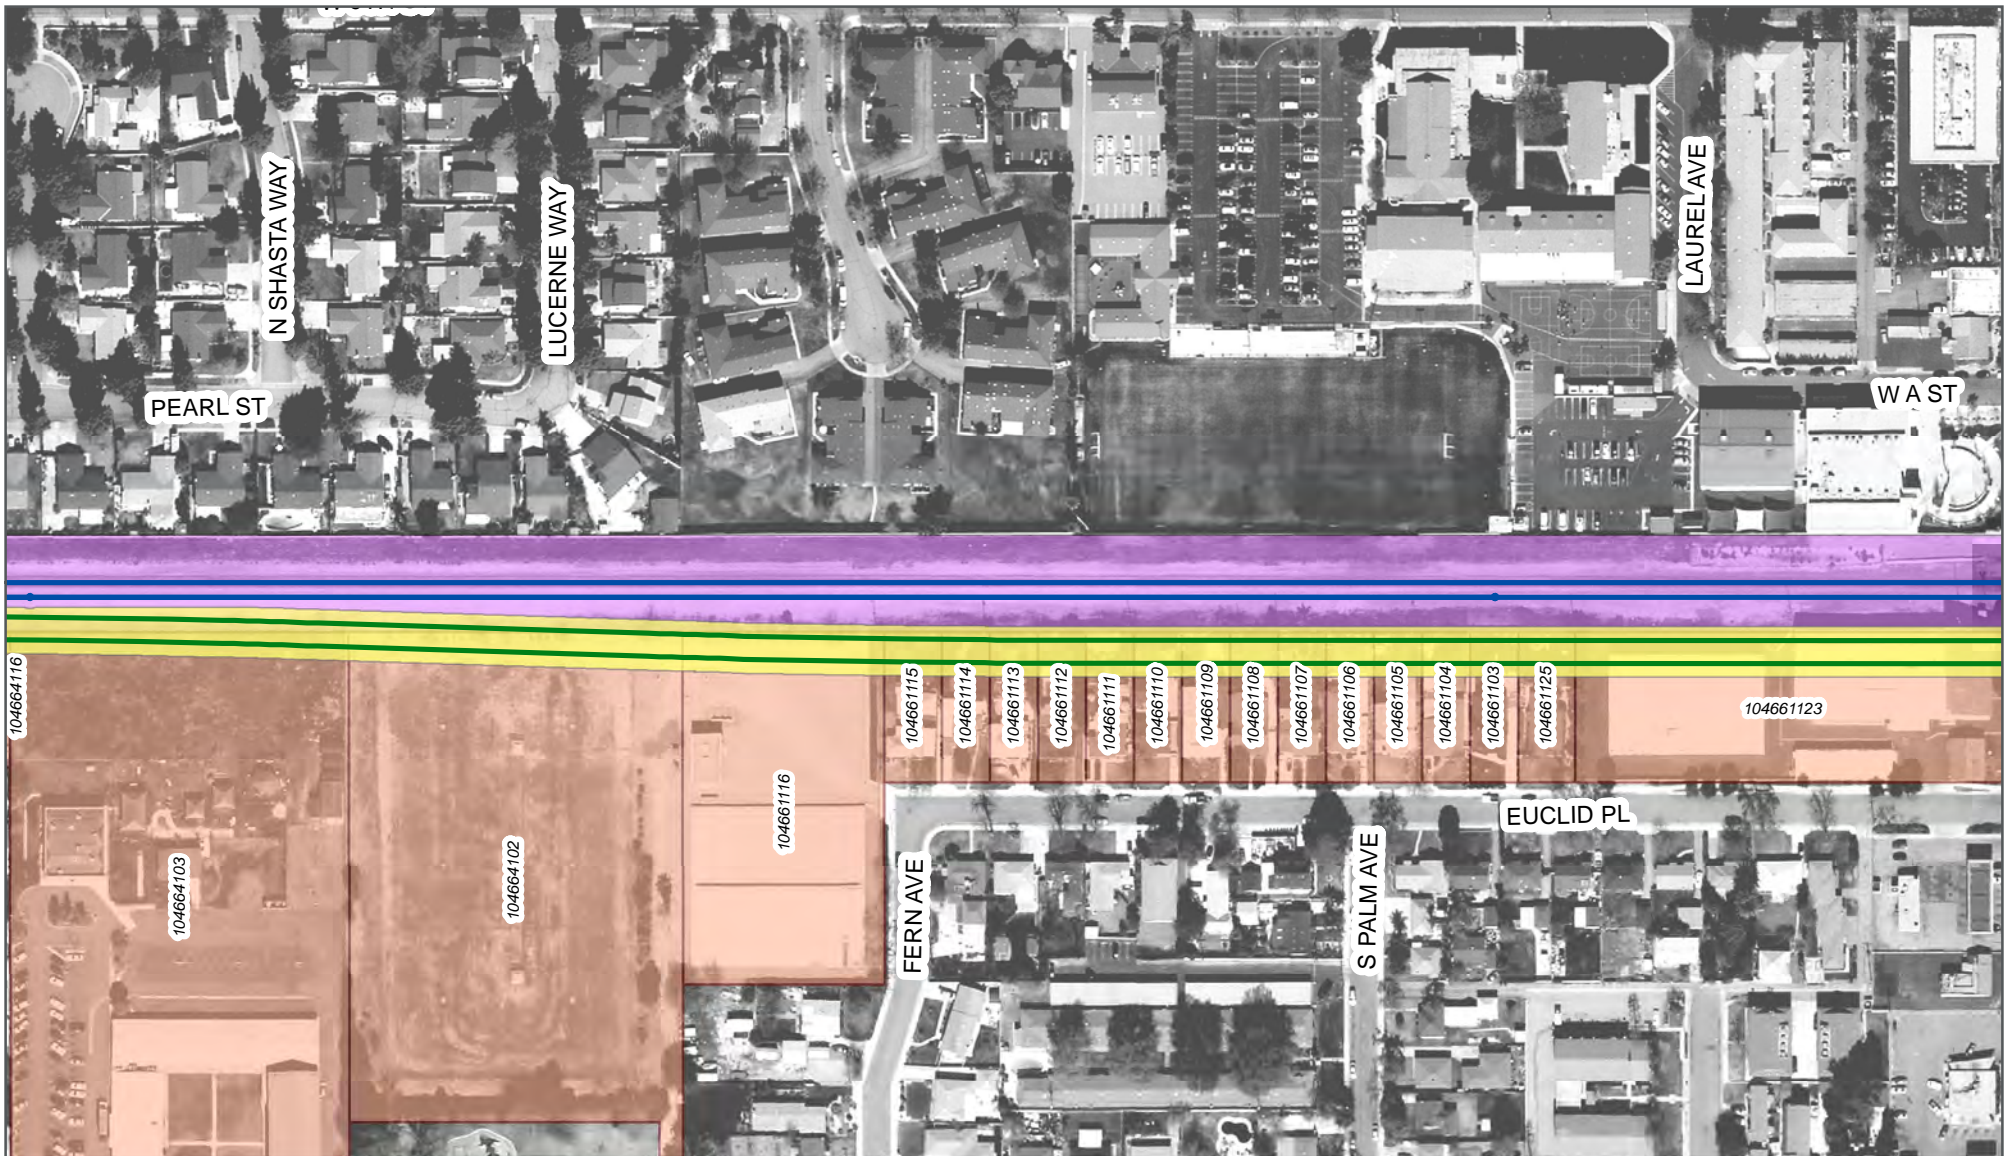 N SHASTA WAY
LUCERNE WAY
LAUREL AVE
PEARL ST
W A ST
104664116
104661115
104661114
104661113
104661112
104661111
104661110
104661109
104661108
104661107
104661106
104661105
104661104
104661103
104661125
104661123
104661116
104664102
104664103
EUCLID PL
FERN AVE
S PALM AVE